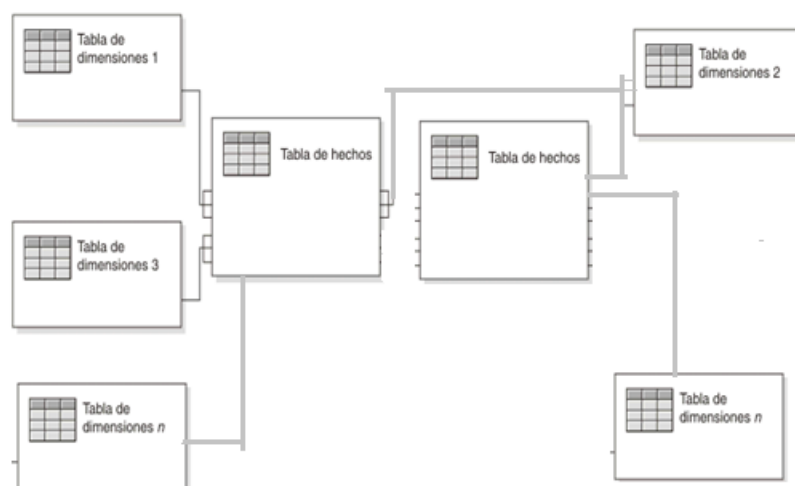 Tabla de
dimensiones 1
Tabla de
dimensiones 2
Tabla de hechos
Tabla de hechos
Tabla de
dimensiones 3
Tabla de
dimensiones n
Tabla de
dimensiones n